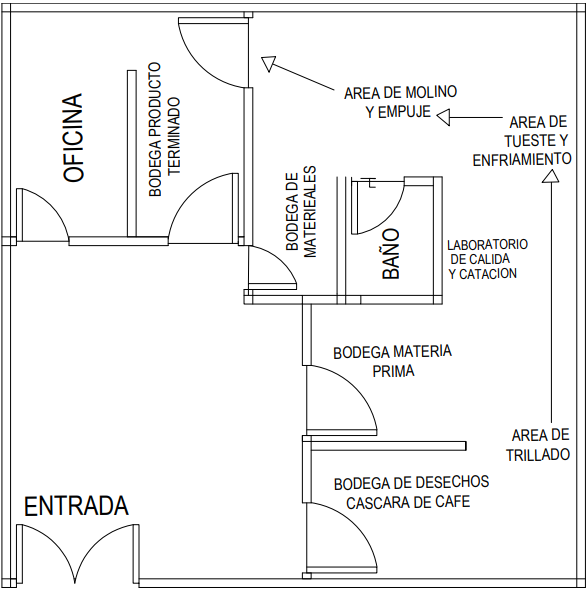 OFICINA
BODEGA PRODUCTO
TERMINADO
AREA DE MOLINO
Y EMPUJE
AREA DE
TUESTE Y
ENFRIAMIENTO
BODEGA DE
MATERIEALES
BAÑO
LABORATORIO
DE CALIDA
Y CATACION
BODEGA MATERIA
PRIMA
AREA DE
TRILLADO
BODEGA DE DESECHOS
CASCARA DE CAFE
ENTRADA